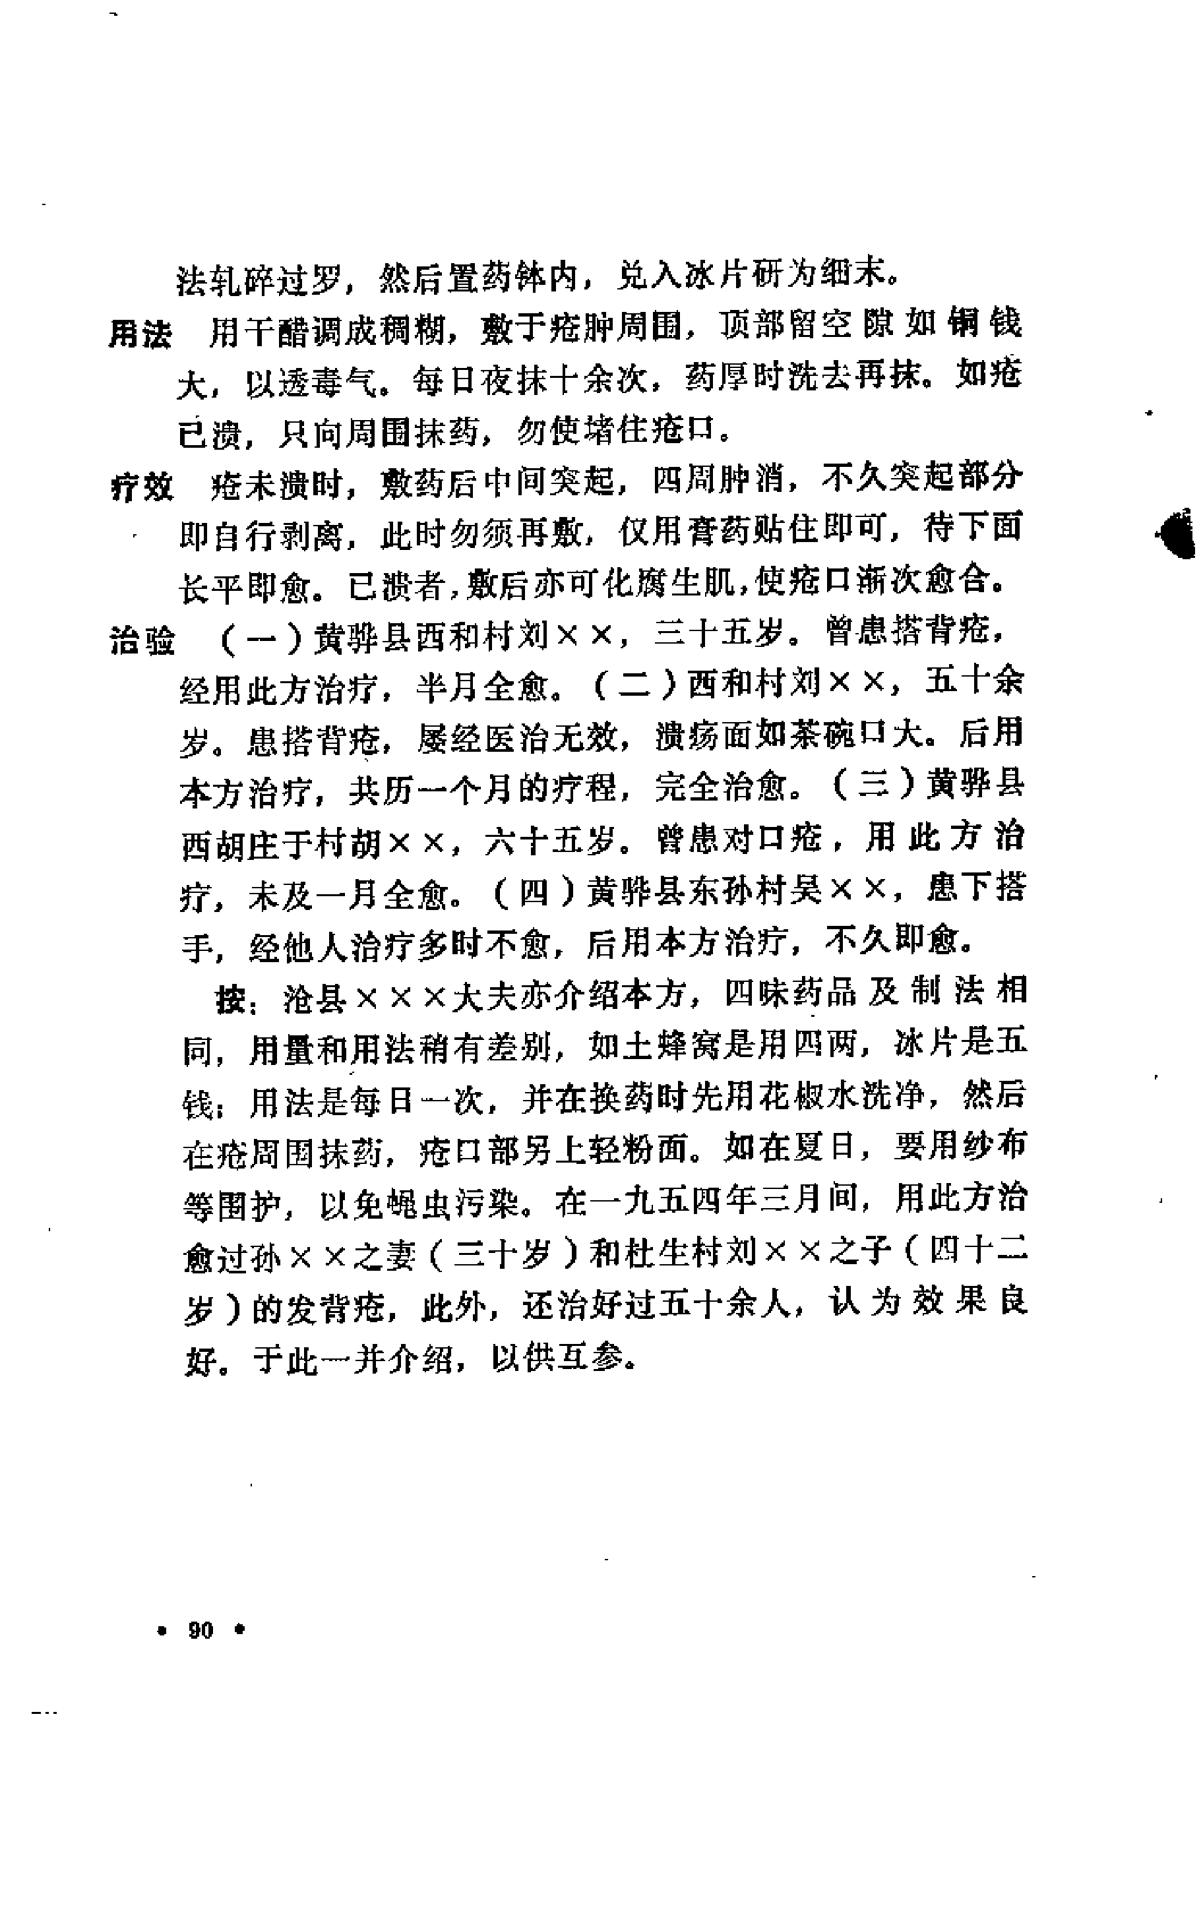 法轧碎过罗，然后置药钵内，兑入冰片研为细末。
用法　用干醋调成稠糊，敷于疮肿周围，顶部留空隙如铜钱
大，以透毒气。每日夜抹十余次，药厚时洗去再抹。如疮
已溃，只向周围抹药，勿使堵住疮口。
疗效　疮未溃时，敷药后中间突起，四周肿消，不久突起部分
即自行剥离，此时勿须再敷，仅用膏药贴住即可，待下面
长平即愈。已溃者，敷后亦可化腐生肌，使疮口渐次愈合。
治验　（一）黄骅县西和村刘××，三十五岁。曾患搭背疮，
经用此方治疗，半月全愈。（二）西和村刘××，五十余
岁。患搭背疮，屡经医治无效，溃疡面如茶碗口大。后用
本方治疗，共历一个月的疗程，完全治愈。（三）黄骅县
西胡庄于村胡××，六十五岁。曾患对口疮，用此方治
疗，未及一月全愈。（四）黄骅县东孙村吴××，患下搭
手，经他人治疗多时不愈，后用本方治疗，不久即愈。
按：沧县×××大夫亦介绍本方，四味药品及制法相
同，用量和用法稍有差别，如土蜂窝是用四两，冰片是五
钱；用法是每日一次，并在换药时先用花椒水洗净，然后
在疮周围抹药，疮口部另上轻粉面。如在夏日，要用纱布
等围护，以免蝇虫污染。在一九五四年三月间，用此方治
愈过孙××之妻（三十岁）和杜生村刘××之子（四十二
岁）的发背疮，此外，还治好过五十余人，认为效果良
好。于此一并介绍，以供互参。
• 90 •